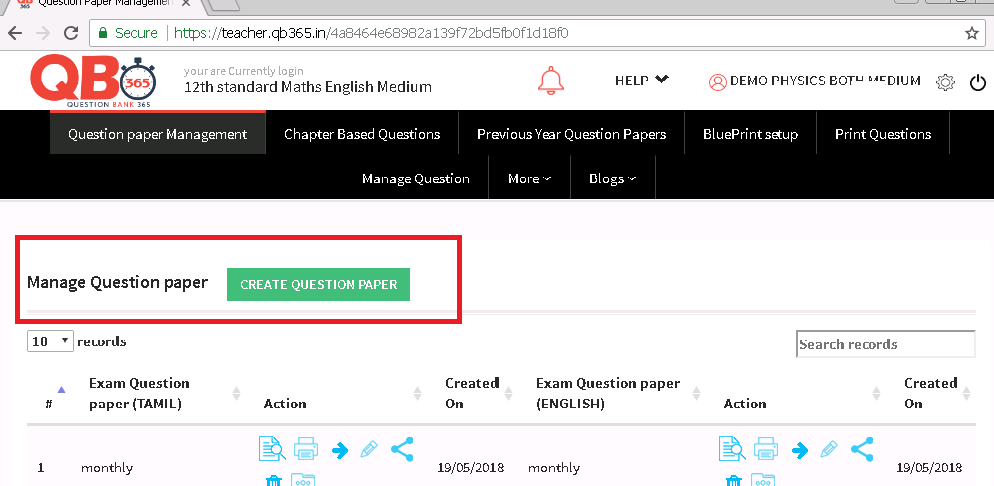 Question Paper Management
Secure https://teacher.qb365.in/4a8464e68982a139f72bd5fb0f1d18f0
QB 365
QUESTION BANK 365
your are Currently login
12th standard Maths English Medium
HELP
DEMO PHYSICS BOTH MEDIUM
Question paper Management
Chapter Based Questions
Previous Year Question Papers
BluePrint setup
Print Questions
Manage Question
More
Blogs
Manage Question paper
CREATE QUESTION PAPER
10 records
Search records
# Exam Question paper (TAMIL) Action Created On Exam Question paper (ENGLISH) Action Created On
1 monthly 19/05/2018 monthly 19/05/2018